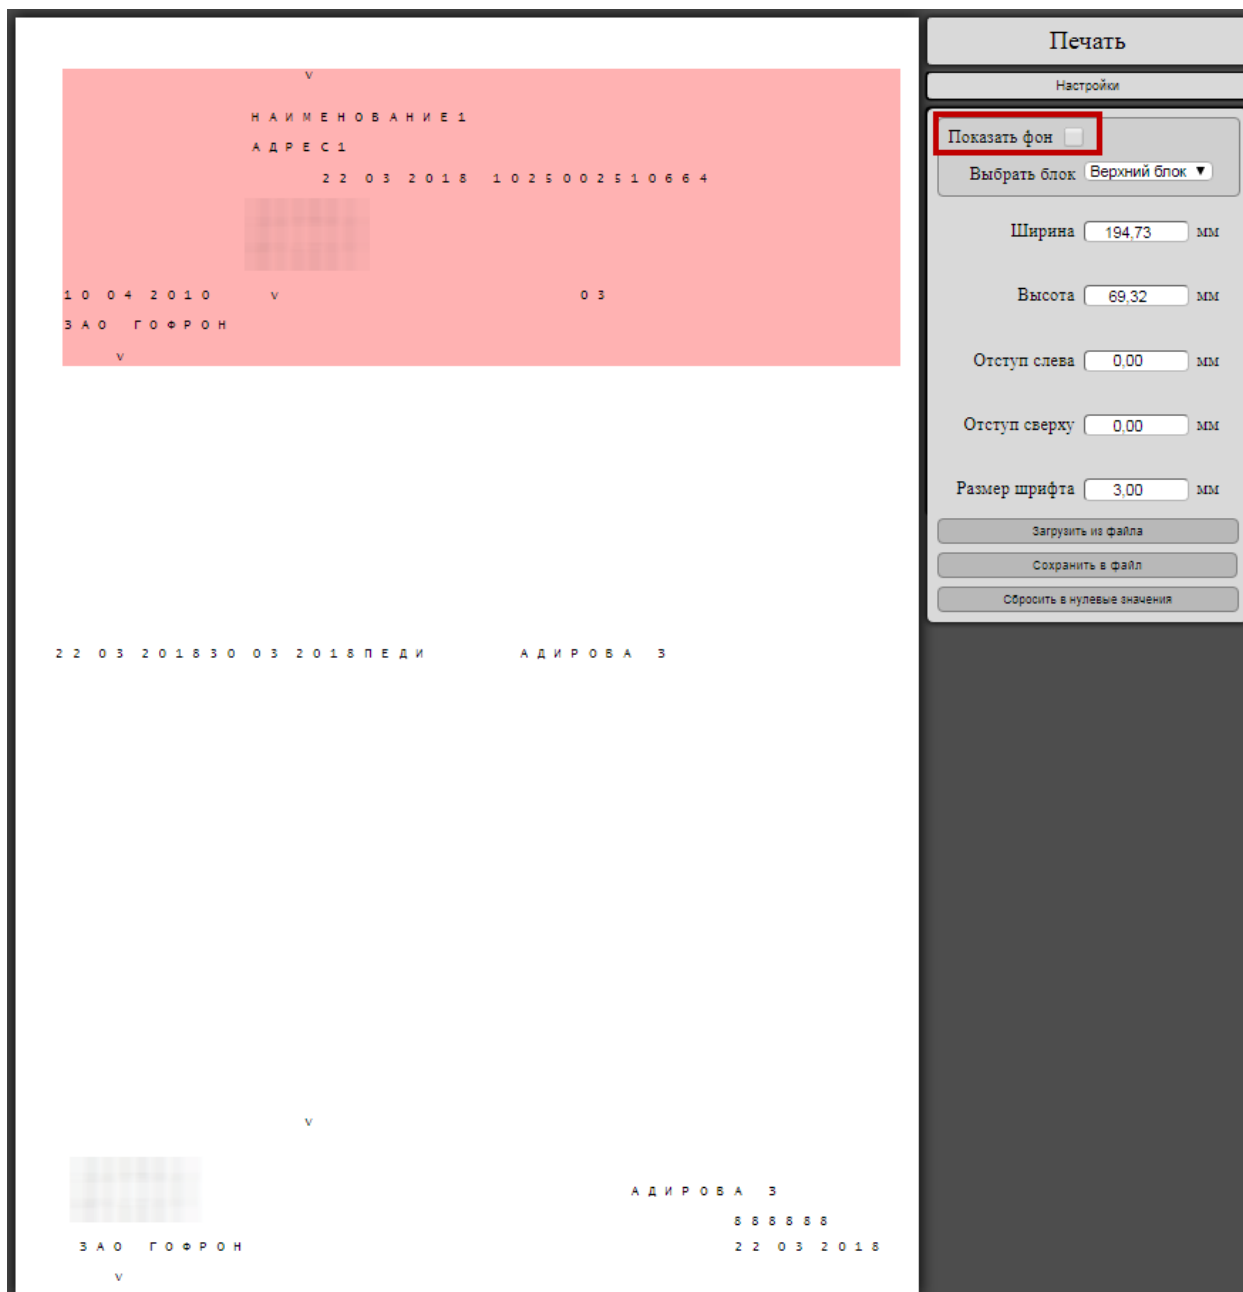 v
НАИМЕНОВАНИЕ1
АДРЕС1
22 03 2018 1025002510664
10 04 2010 v 03
ЗАО ГОФРОН
v
22 03 201830 03 2018ПЕДИ АДИРОВА З
v
АДИРОВА З
888888
ЗАО ГОФРОН 22 03 2018
v
Печать
Настройки
Показать фон
Выбрать блок Верхний блок ▼
Ширина 194,73 мм
Высота 69,32 мм
Отступ слева 0,00 мм
Отступ сверху 0,00 мм
Размер шрифта 3,00 мм
Загрузить из файла
Сохранить в файл
Сбросить в нулевые значения